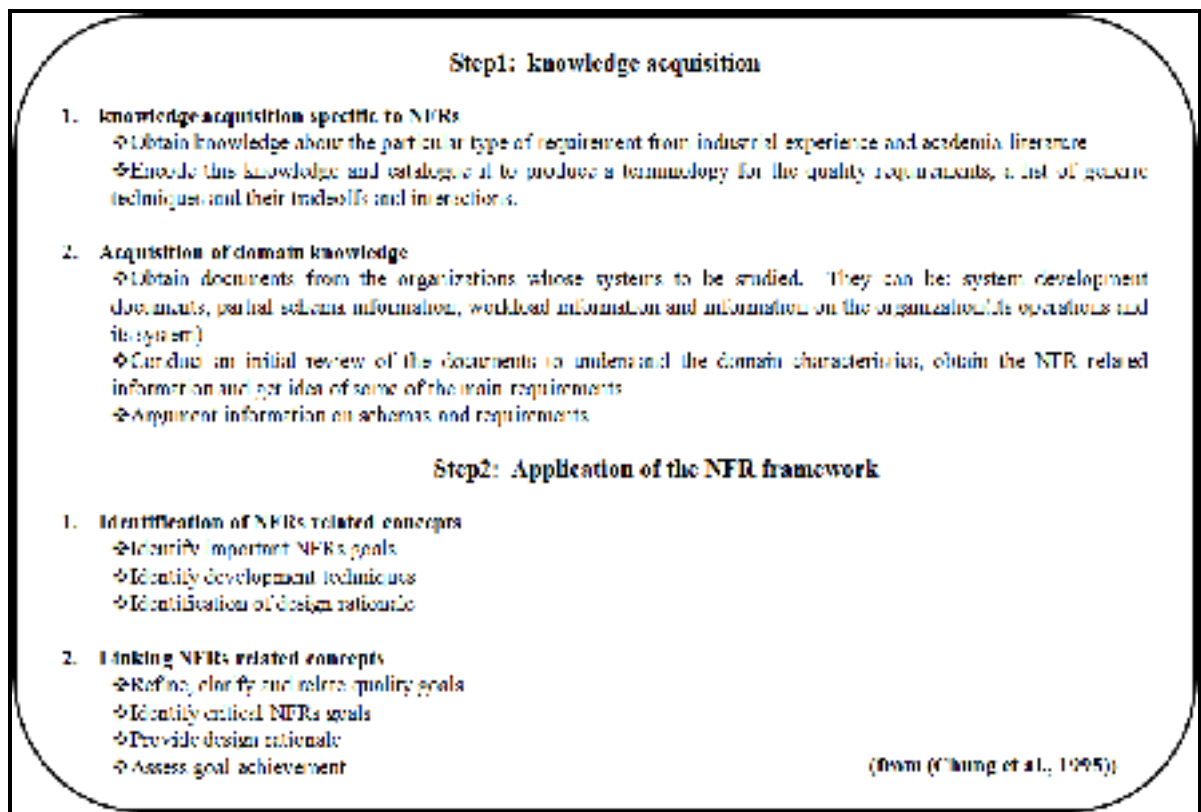 Step1: knowledge acquisition
1. knowledge acquisition specific to NFRs
❖Obtain knowledge about the particular type of requirement from industrial experience and academia literature
❖Encode this knowledge and catalogue it to produce a terminology for the quality requirements, a list of generic
techniques and their tradeoffs and interactions.
2. Acquisition of domain knowledge
❖Obtain documents from the organizations whose systems to be studied. They can be: system development
documents, partial schema information, workload information and information on the organization(its operations and
its system)
❖Conduct an initial review of the documents to understand the domain characteristics, obtain the NFR related
information and get idea of some of the main requirements
❖Argument information on schemas and requirements
Step2: Application of the NFR framework
1. Identification of NFRs related concepts
❖Identify important NFRs goals
❖Identify development techniques
❖Identification of design rationale
2. Linking NFRs related concepts
❖Refine, clarify and relate quality goals
❖Identify critical NFRs goals
❖Provide design rationale
❖Assess goal achievement
(from (Chung et al., 1995))